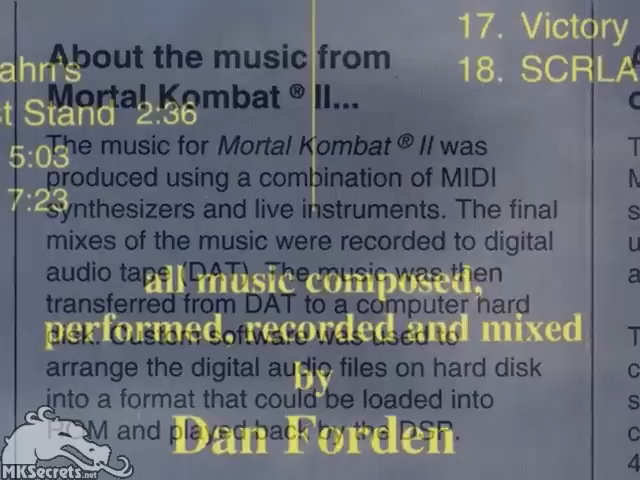 17. Victory
18. SCRLA
ahn's
st Stand 2:36
5:03
7:23
About the music from
Mortal Kombat ® II...
The music for Mortal Kombat ® II was
produced using a combination of MIDI
synthesizers and live instruments. The final
mixes of the music were recorded to digital
audio tape (DAT). The music was then
transferred from DAT to a computer hard
disk. Custom software was used to
arrange the digital audio files on hard disk
into a format that could be loaded into
ROM and played back by the DSP.
all music composed,
performed, recorded and mixed
by
Dan Forden
MKSecrets.net